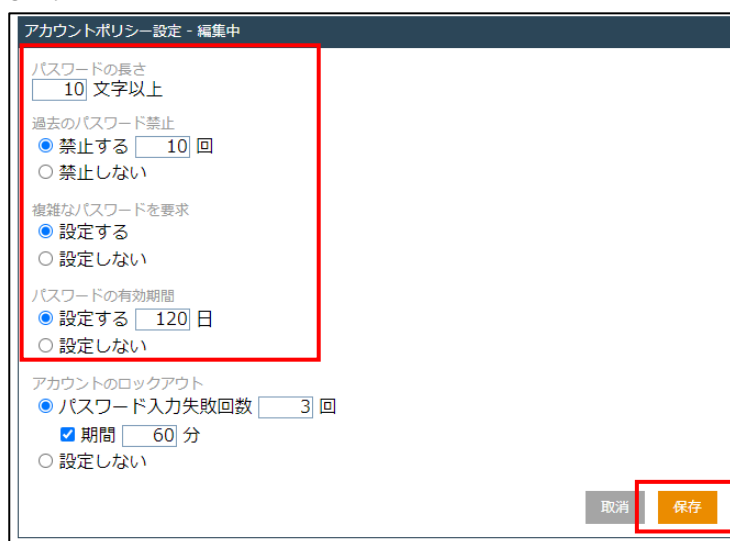 アカウントポリシー設定 - 編集中
パスワードの長さ
10 文字以上
過去のパスワード禁止
禁止する 10 回
禁止しない
複雑なパスワードを要求
設定する
設定しない
パスワードの有効期間
設定する 120 日
設定しない
アカウントのロックアウト
パスワード入力失敗回数 3 回
期間 60 分
設定しない
取消 保存